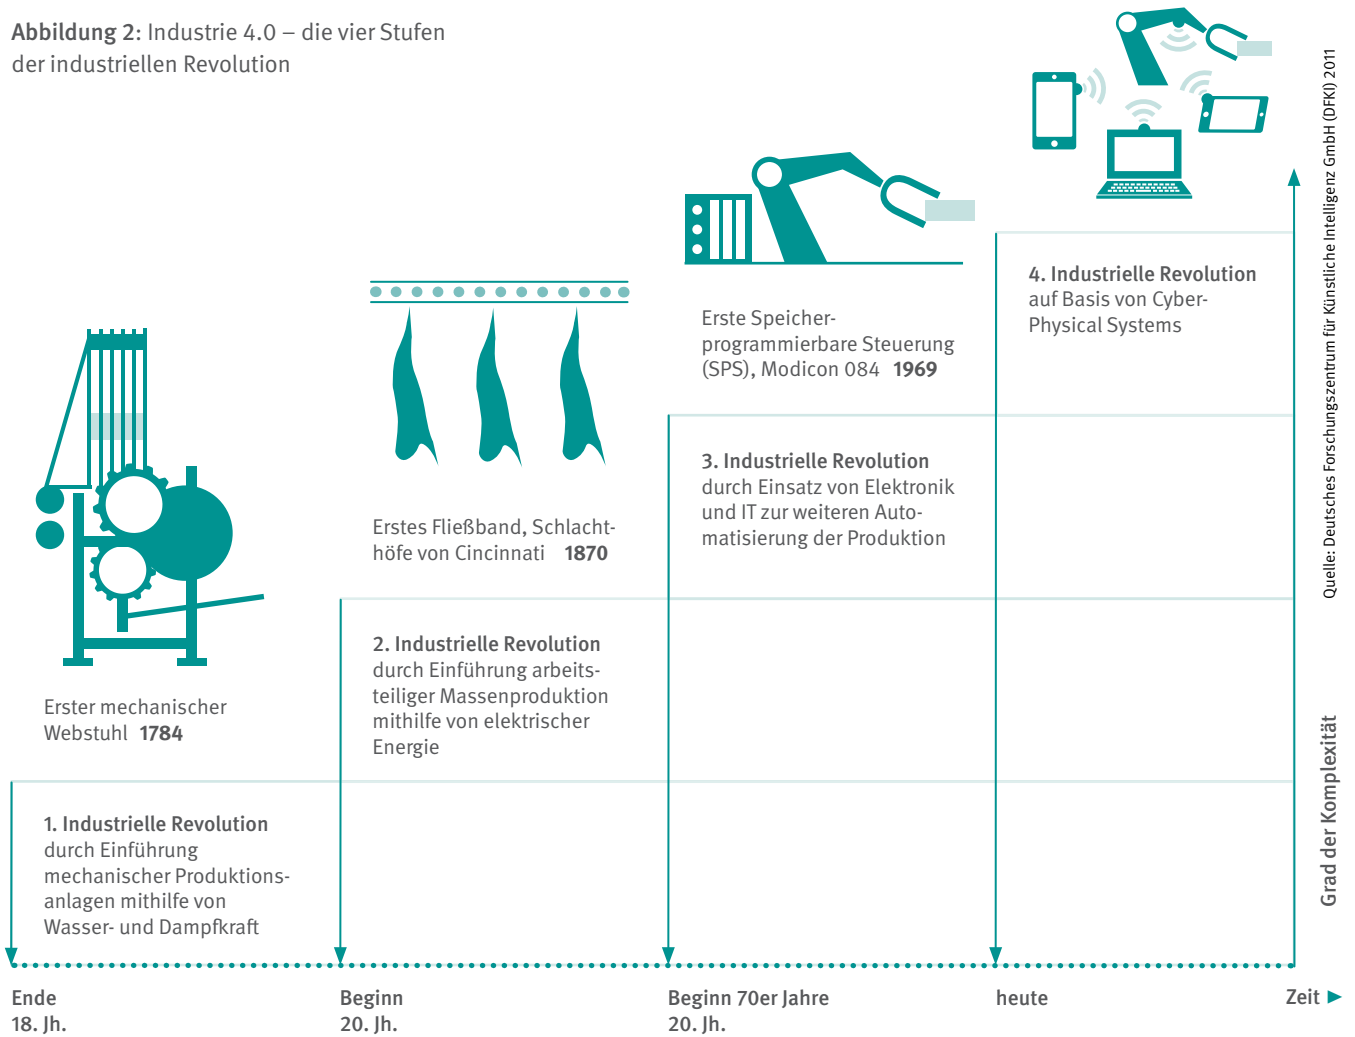 Abbildung 2: Industrie 4.0 – die vier Stufen
der industriellen Revolution
Erster mechanischer
Webstuhl 1784
1. Industrielle Revolution
durch Einführung
mechanischer Produktions-
anlagen mithilfe von
Wasser- und Dampfkraft
Erstes Fließband, Schlacht-
höfe von Cincinnati 1870
2. Industrielle Revolution
durch Einführung arbeits-
teiliger Massenproduktion
mithilfe von elektrischer
Energie
Erste Speicher-
programmierbare Steuerung
(SPS), Modicon 084 1969
3. Industrielle Revolution
durch Einsatz von Elektronik
und IT zur weiteren Auto-
matisierung der Produktion
4. Industrielle Revolution
auf Basis von Cyber-
Physical Systems
Quelle: Deutsches Forschungszentrum für Künstliche Intelligenz GmbH (DFKI) 2011
Grad der Komplexität
Ende
18. Jh.
Beginn
20. Jh.
Beginn 70er Jahre
20. Jh.
heute
Zeit